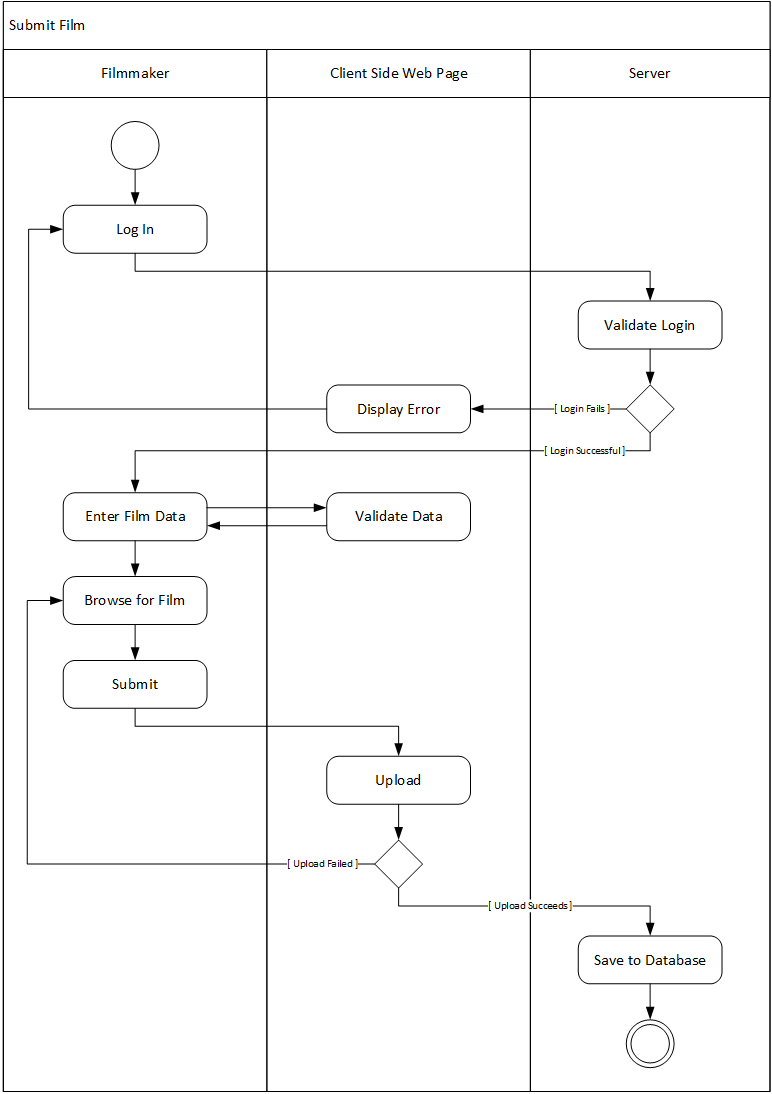 Submit Film
Filmmaker
Client Side Web Page
Server
Log In
Validate Login
Display Error
[ Login Fails ]
[ Login Successful ]
Enter Film Data
Validate Data
Browse for Film
Submit
Upload
[ Upload Failed ]
[ Upload Succeeds ]
Save to Database